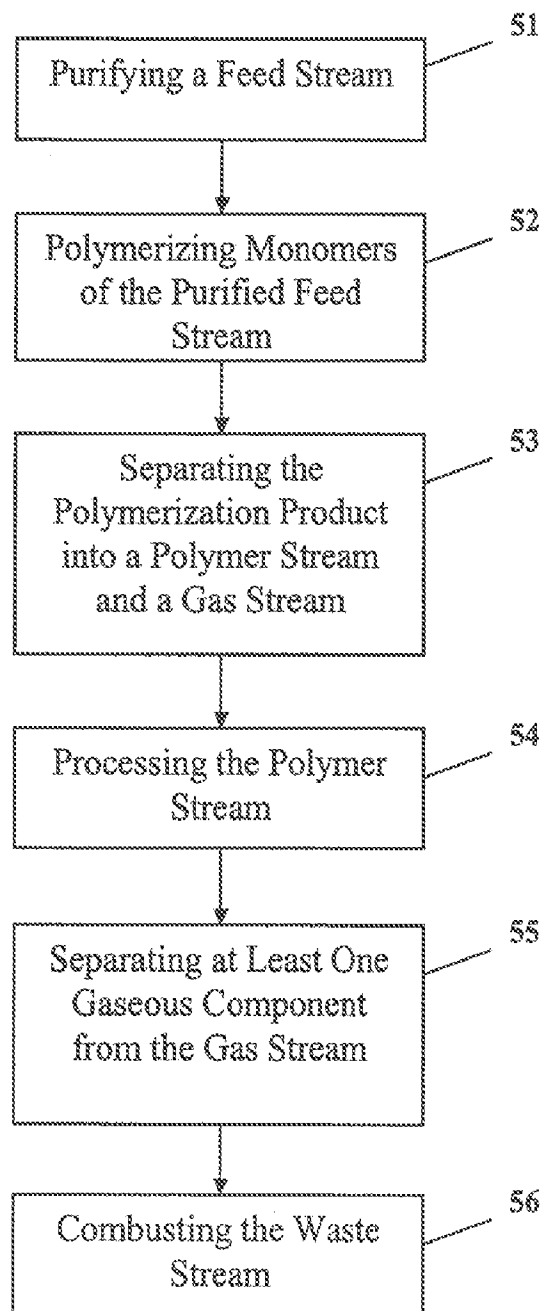 51
Purifying a Feed Stream
52
Polymerizing Monomers
of the Purified Feed
Stream
53
Separating the
Polymerization Product
into a Polymer Stream
and a Gas Stream
54
Processing the Polymer
Stream
55
Separating at Least One
Gaseous Component
from the Gas Stream
56
Combusting the Waste
Stream